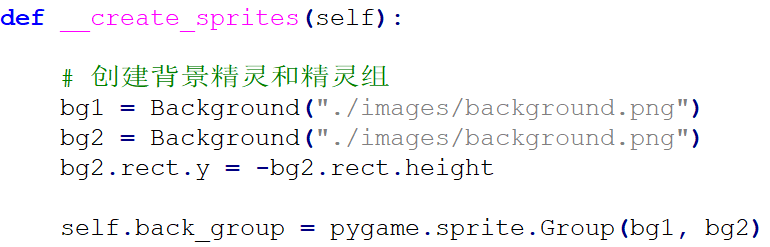 def __create_sprites(self):
# 创建背景精灵和精灵组
bg1 = Background("./images/background.png")
bg2 = Background("./images/background.png")
bg2.rect.y = -bg2.rect.height
self.back_group = pygame.sprite.Group(bg1, bg2)